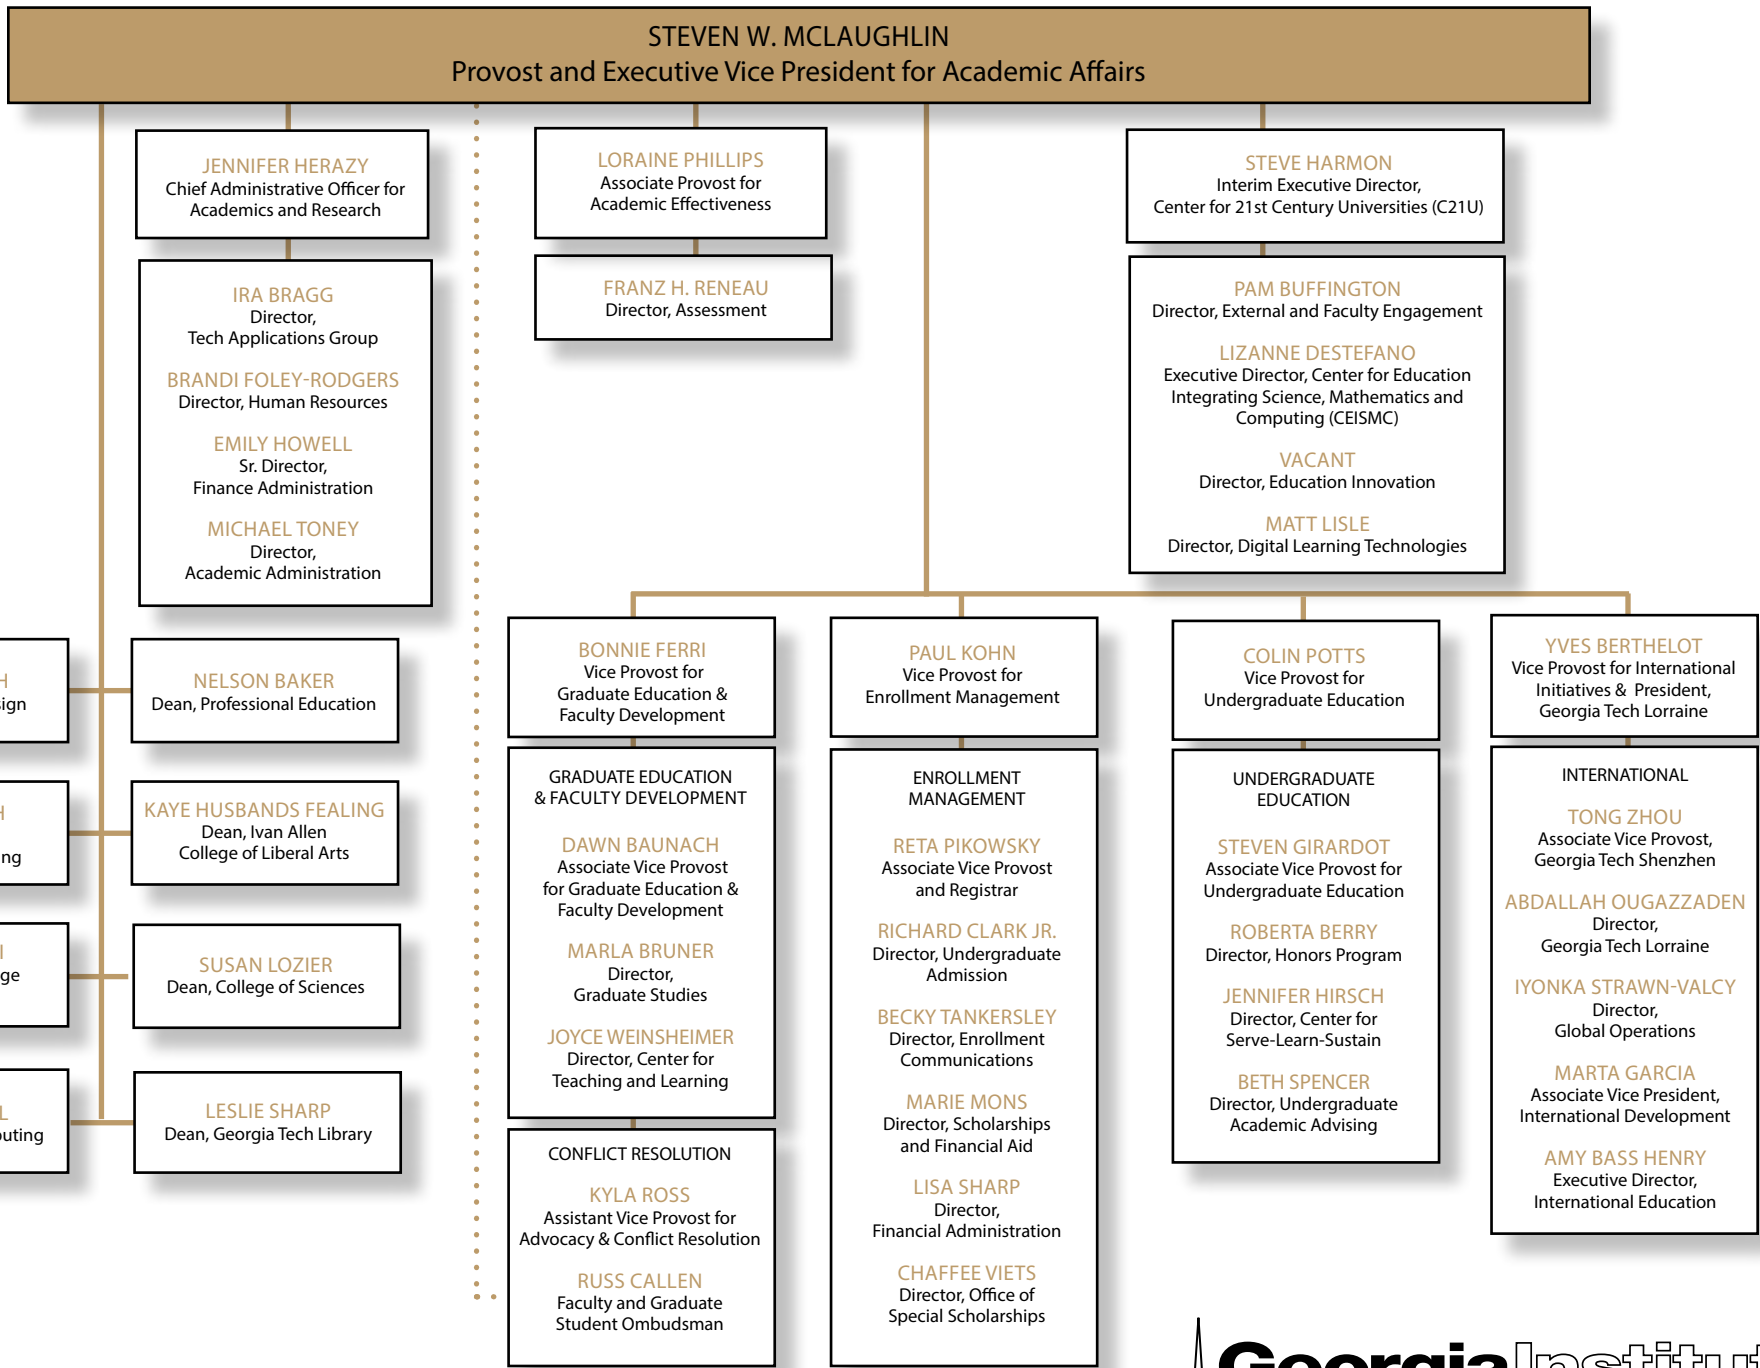 STEVEN W. MCLAUGHLIN
Provost and Executive Vice President for Academic Affairs
JENNIFER HERAZY
Chief Administrative Officer for
Academics and Research
IRA BRAGG
Director,
Tech Applications Group
BRANDI FOLEY-RODGERS
Director, Human Resources
EMILY HOWELL
Sr. Director,
Finance Administration
MICHAEL TONEY
Director,
Academic Administration
LORAINE PHILLIPS
Associate Provost for
Academic Effectiveness
FRANZ H. RENEAU
Director, Assessment
STEVE HARMON
Interim Executive Director,
Center for 21st Century Universities (C21U)
PAM BUFFINGTON
Director, External and Faculty Engagement
LIZANNE DESTEFANO
Executive Director, Center for Education
Integrating Science, Mathematics and
Computing (CEISMC)
VACANT
Director, Education Innovation
MATT LISLE
Director, Digital Learning Technologies
NELSON BAKER
Dean, Professional Education
KAYE HUSBANDS FEALING
Dean, Ivan Allen
College of Liberal Arts
SUSAN LOZIER
Dean, College of Sciences
LESLIE SHARP
Dean, Georgia Tech Library
BONNIE FERRI
Vice Provost for
Graduate Education &
Faculty Development
GRADUATE EDUCATION
& FACULTY DEVELOPMENT
DAWN BAUNACH
Associate Vice Provost
for Graduate Education &
Faculty Development
MARLA BRUNER
Director,
Graduate Studies
JOYCE WEINSHEIMER
Director, Center for
Teaching and Learning
CONFLICT RESOLUTION
KYLA ROSS
Assistant Vice Provost for
Advocacy & Conflict Resolution
RUSS CALLEN
Faculty and Graduate
Student Ombudsman
PAUL KOHN
Vice Provost for
Enrollment Management
ENROLLMENT
MANAGEMENT
RETA PIKOWSKY
Associate Vice Provost
and Registrar
RICHARD CLARK JR.
Director, Undergraduate
Admission
BECKY TANKERSLEY
Director, Enrollment
Communications
MARIE MONS
Director, Scholarships
and Financial Aid
LISA SHARP
Director,
Financial Administration
CHAFFEE VIETS
Director, Office of
Special Scholarships
COLIN POTTS
Vice Provost for
Undergraduate Education
UNDERGRADUATE
EDUCATION
STEVEN GIRARDOT
Associate Vice Provost for
Undergraduate Education
ROBERTA BERRY
Director, Honors Program
JENNIFER HIRSCH
Director, Center for
Serve-Learn-Sustain
BETH SPENCER
Director, Undergraduate
Academic Advising
YVES BERTHELOT
Vice Provost for International
Initiatives & President,
Georgia Tech Lorraine
INTERNATIONAL
TONG ZHOU
Associate Vice Provost,
Georgia Tech Shenzhen
ABDALLAH OUGAZZADEN
Director,
Georgia Tech Lorraine
IYONKA STRAWN-VALCY
Director,
Global Operations
MARTA GARCIA
Associate Vice President,
International Development
AMY BASS HENRY
Executive Director,
International Education
Georgia